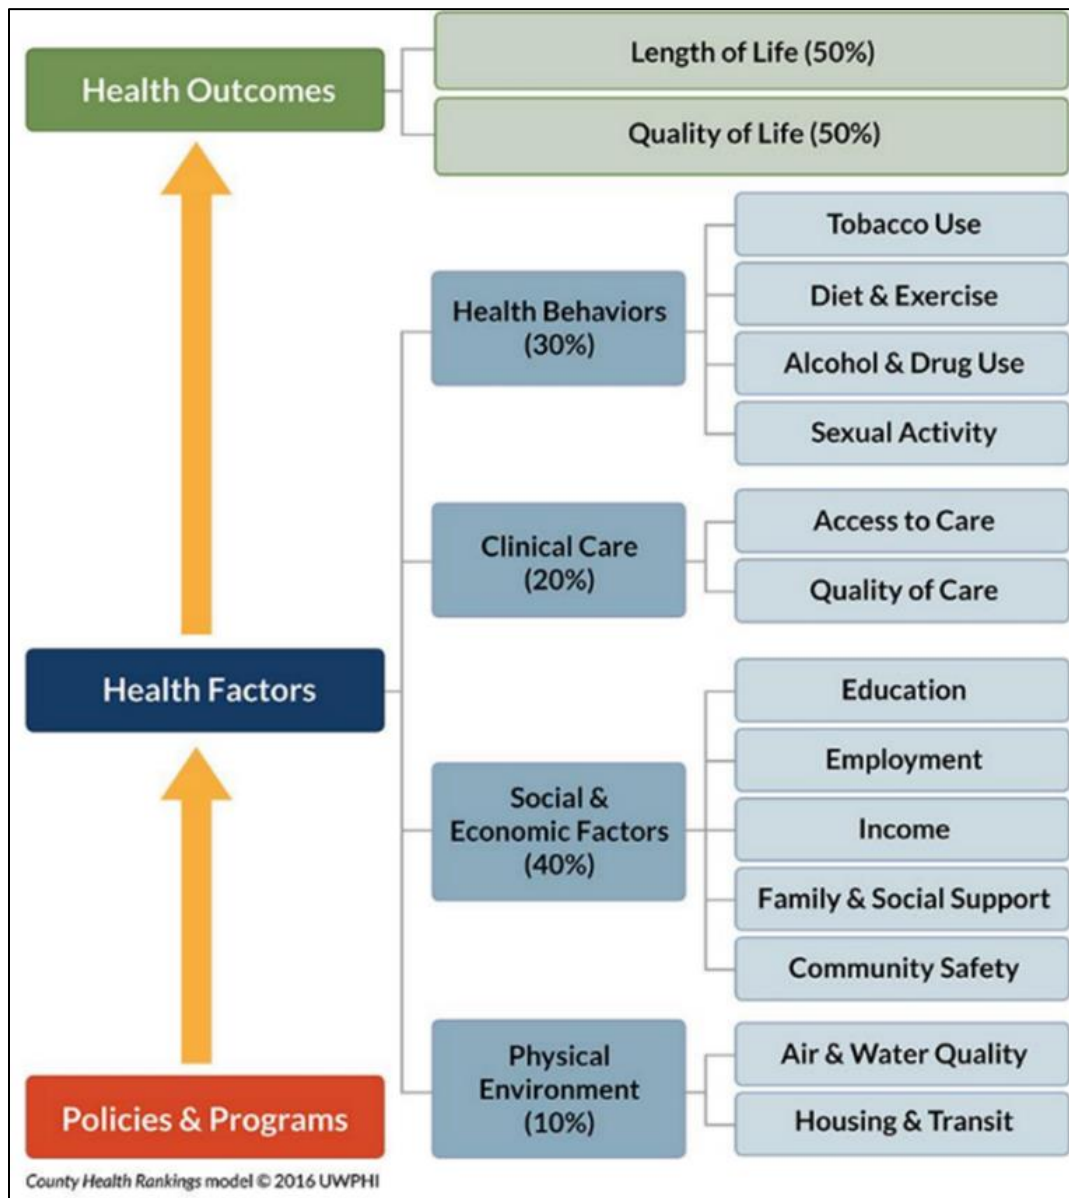 Health Outcomes
Length of Life (50%)
Quality of Life (50%)
Health Behaviors
(30%)
Tobacco Use
Diet & Exercise
Alcohol & Drug Use
Sexual Activity
Clinical Care
(20%)
Access to Care
Quality of Care
Health Factors
Social &
Economic Factors
(40%)
Education
Employment
Income
Family & Social Support
Community Safety
Physical
Environment
(10%)
Air & Water Quality
Housing & Transit
Policies & Programs
County Health Rankings model © 2016 UWPHI